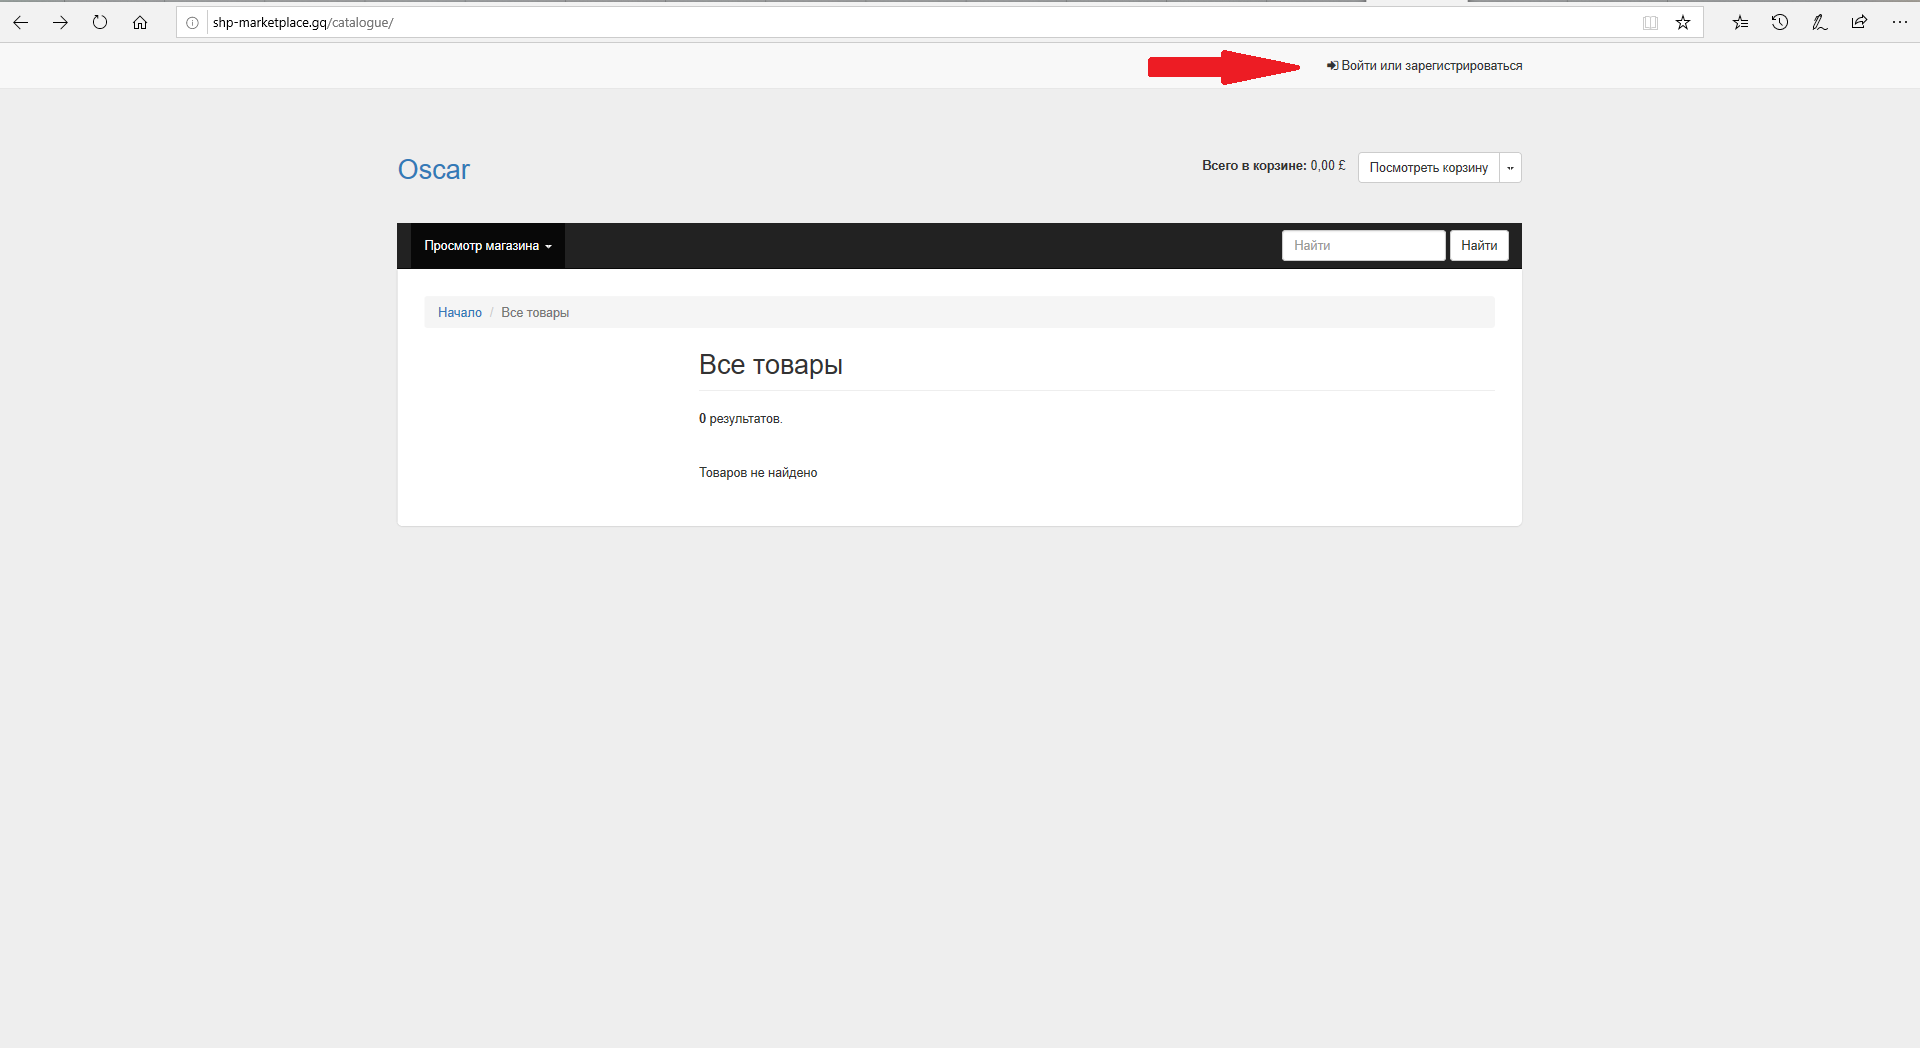 shp-marketplace.gq/catalogue/
Войти или зарегистрироваться
Oscar
Всего в корзине: 0,00 £
Посмотреть корзину
Просмотр магазина
Найти
Найти
Начало / Все товары
Все товары
0 результатов.
Товаров не найдено